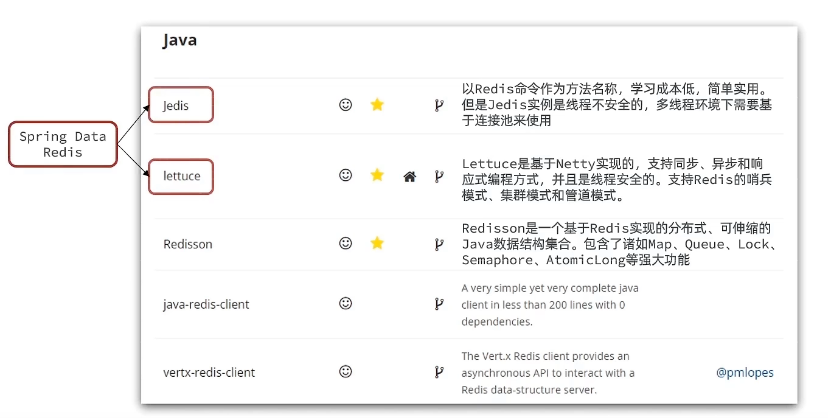 Java
Spring Data
Redis
Jedis
以Redis命令作为方法名称，学习成本低，简单实用。
但是Jedis实例是线程不安全的，多线程环境下需要基
于连接池来使用
lettuce
Lettuce是基于Netty实现的，支持同步、异步和响
应式编程方式，并且是线程安全的。支持Redis的哨兵
模式、集群模式和管道模式。
Redisson
Redisson是一个基于Redis实现的分布式、可伸缩的
Java数据结构集合。包含了诸如Map、Queue、Lock、
Semaphore、AtomicLong等强大功能
java-redis-client
A very simple yet very complete java
client in less than 200 lines with 0
dependencies.
vertx-redis-client
The Vert.x Redis client provides an
asynchronous API to interact with a
Redis data-structure server.
@pmlopes